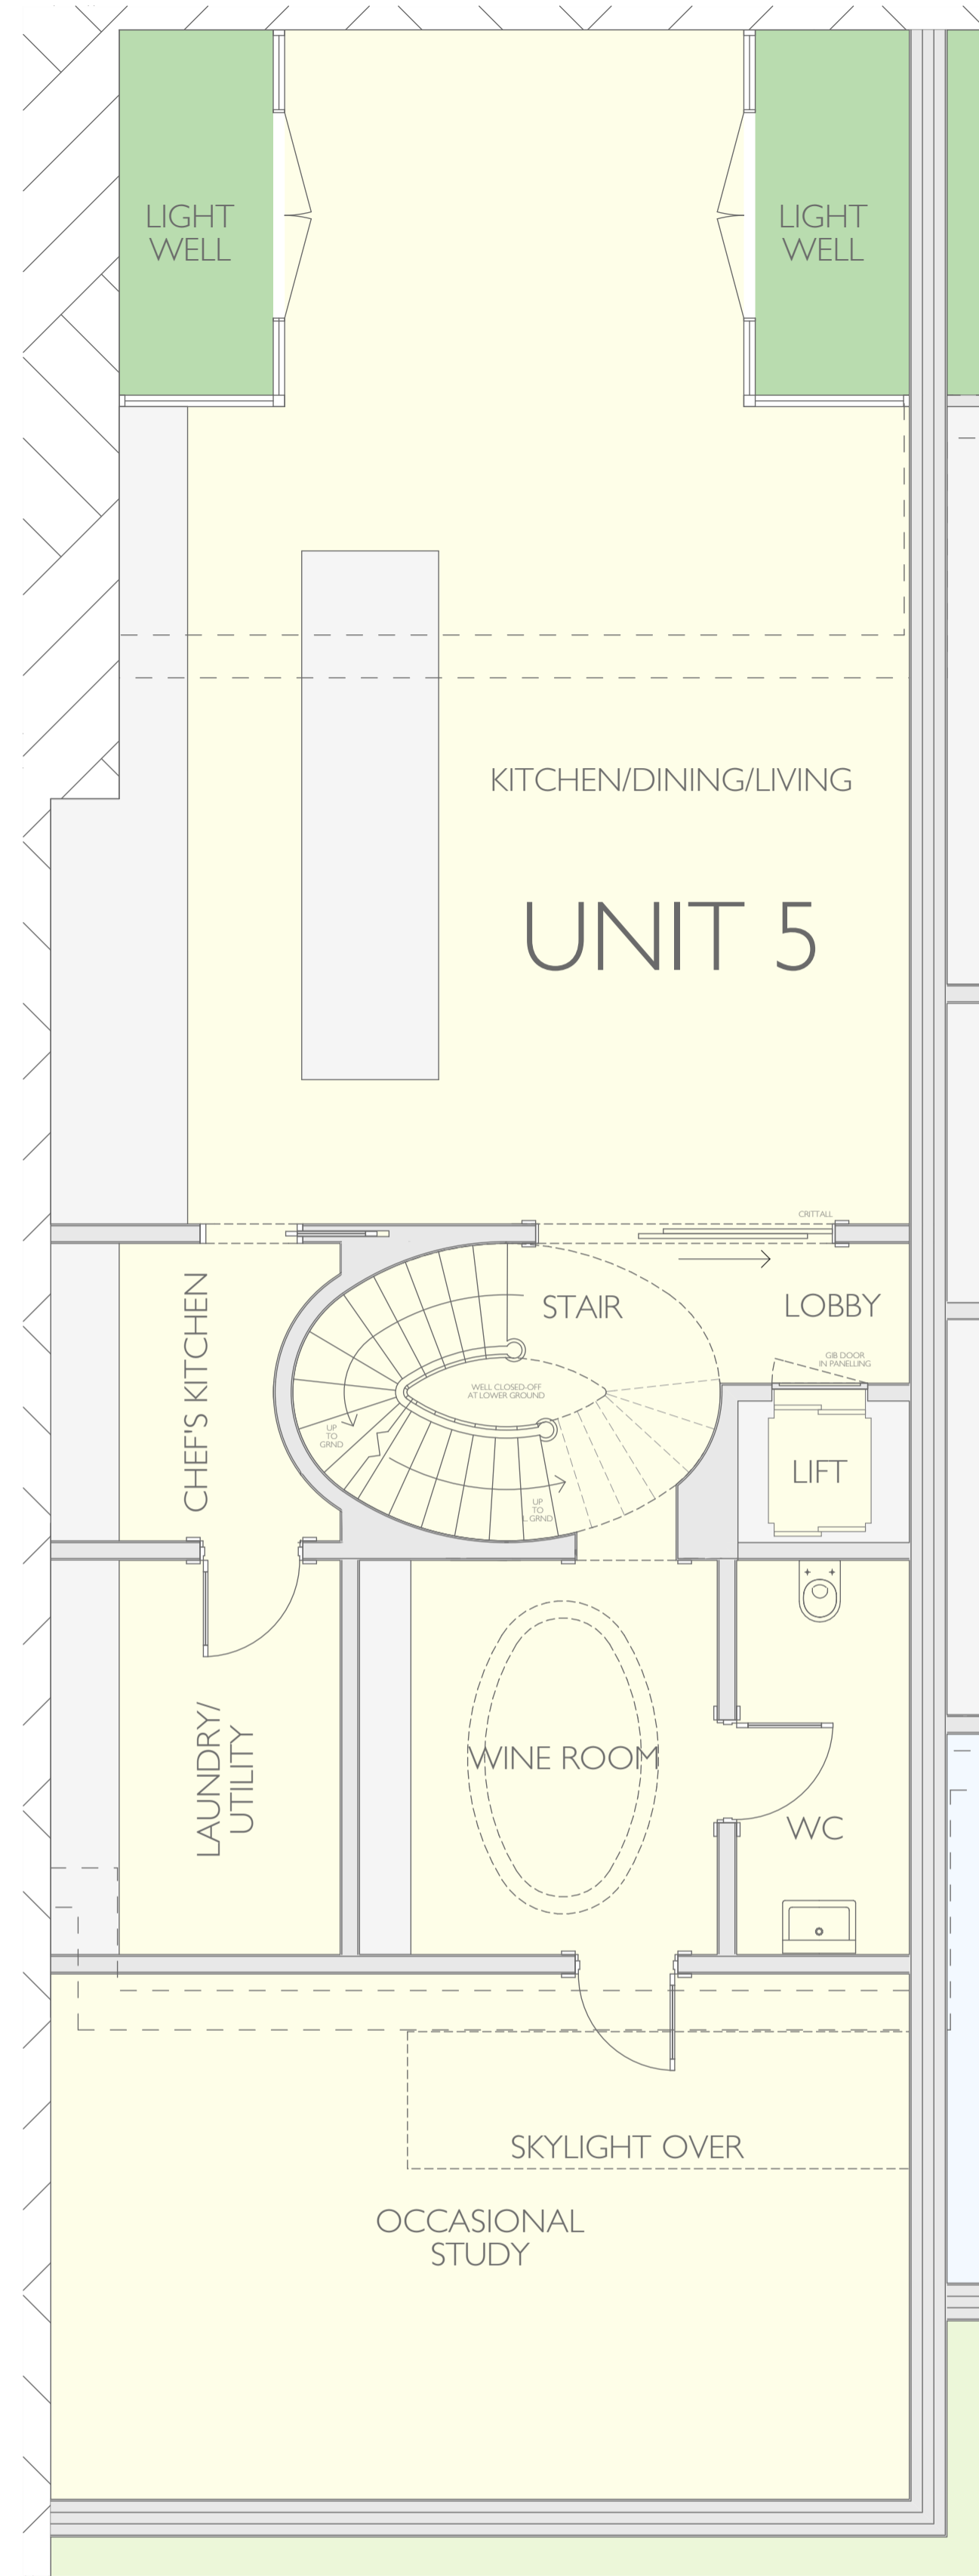 LIGHT
WELL
LIGHT
WELL
KITCHEN/DINING/LIVING
UNIT 5
CRITTALL
CHEF'S KITCHEN
STAIR
LOBBY
GIB DOOR
IN PANELLING
WELL CLOSED-OFF
AT LOWER GROUND
UP
TO
GRND
LIFT
UP
TO
L. GRND
LAUNDRY/
UTILITY
WINE ROOM
WC
SKYLIGHT OVER
OCCASIONAL
STUDY